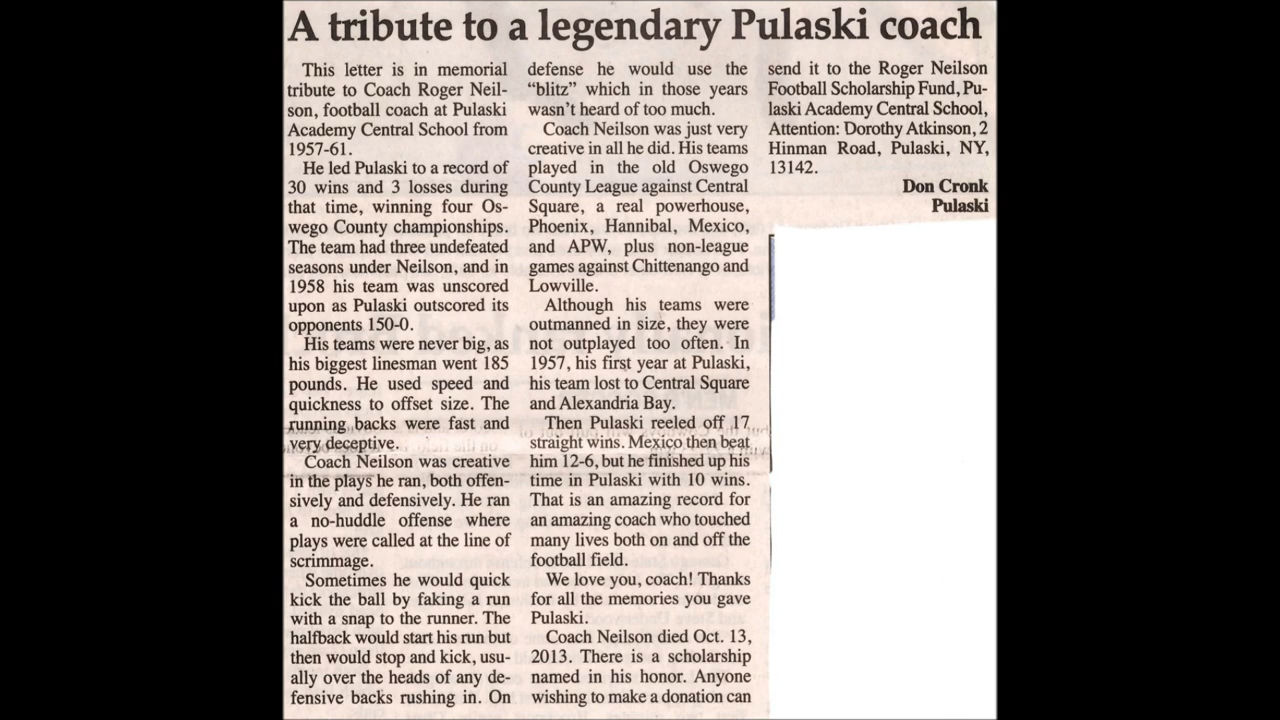 A tribute to a legendary Pulaski coach
This letter is in memorial
tribute to Coach Roger Neil-
son, football coach at Pulaski
Academy Central School from
1957-61.
He led Pulaski to a record of
30 wins and 3 losses during
that time, winning four Os-
wego County championships.
The team had three undefeated
seasons under Neilson, and in
1958 his team was unscored
upon as Pulaski outscored its
opponents 150-0.
His teams were never big, as
his biggest linesman went 185
pounds. He used speed and
quickness to offset size. The
running backs were fast and
very deceptive.
Coach Neilson was creative
in the plays he ran, both offen-
sively and defensively. He ran
a no-huddle offense where
plays were called at the line of
scrimmage.
Sometimes he would quick
kick the ball by faking a run
with a snap to the runner. The
halfback would start his run but
then would stop and kick, usu-
ally over the heads of any de-
fensive backs rushing in. On
defense he would use the
“blitz” which in those years
wasn’t heard of too much.
Coach Neilson was just very
creative in all he did. His teams
played in the old Oswego
County League against Central
Square, a real powerhouse,
Phoenix, Hannibal, Mexico,
and APW, plus non-league
games against Chittenango and
Lowville.
Although his teams were
outmanned in size, they were
not outplayed too often. In
1957, his first year at Pulaski,
his team lost to Central Square
and Alexandria Bay.
Then Pulaski reeled off 17
straight wins. Mexico then beat
him 12-6, but he finished up his
time in Pulaski with 10 wins.
That is an amazing record for
an amazing coach who touched
many lives both on and off the
football field.
We love you, coach! Thanks
for all the memories you gave
Pulaski.
Coach Neilson died Oct. 13,
2013. There is a scholarship
named in his honor. Anyone
wishing to make a donation can
send it to the Roger Neilson
Football Scholarship Fund, Pu-
laski Academy Central School,
Attention: Dorothy Atkinson, 2
Hinman Road, Pulaski, NY,
13142.
Don Cronk
Pulaski